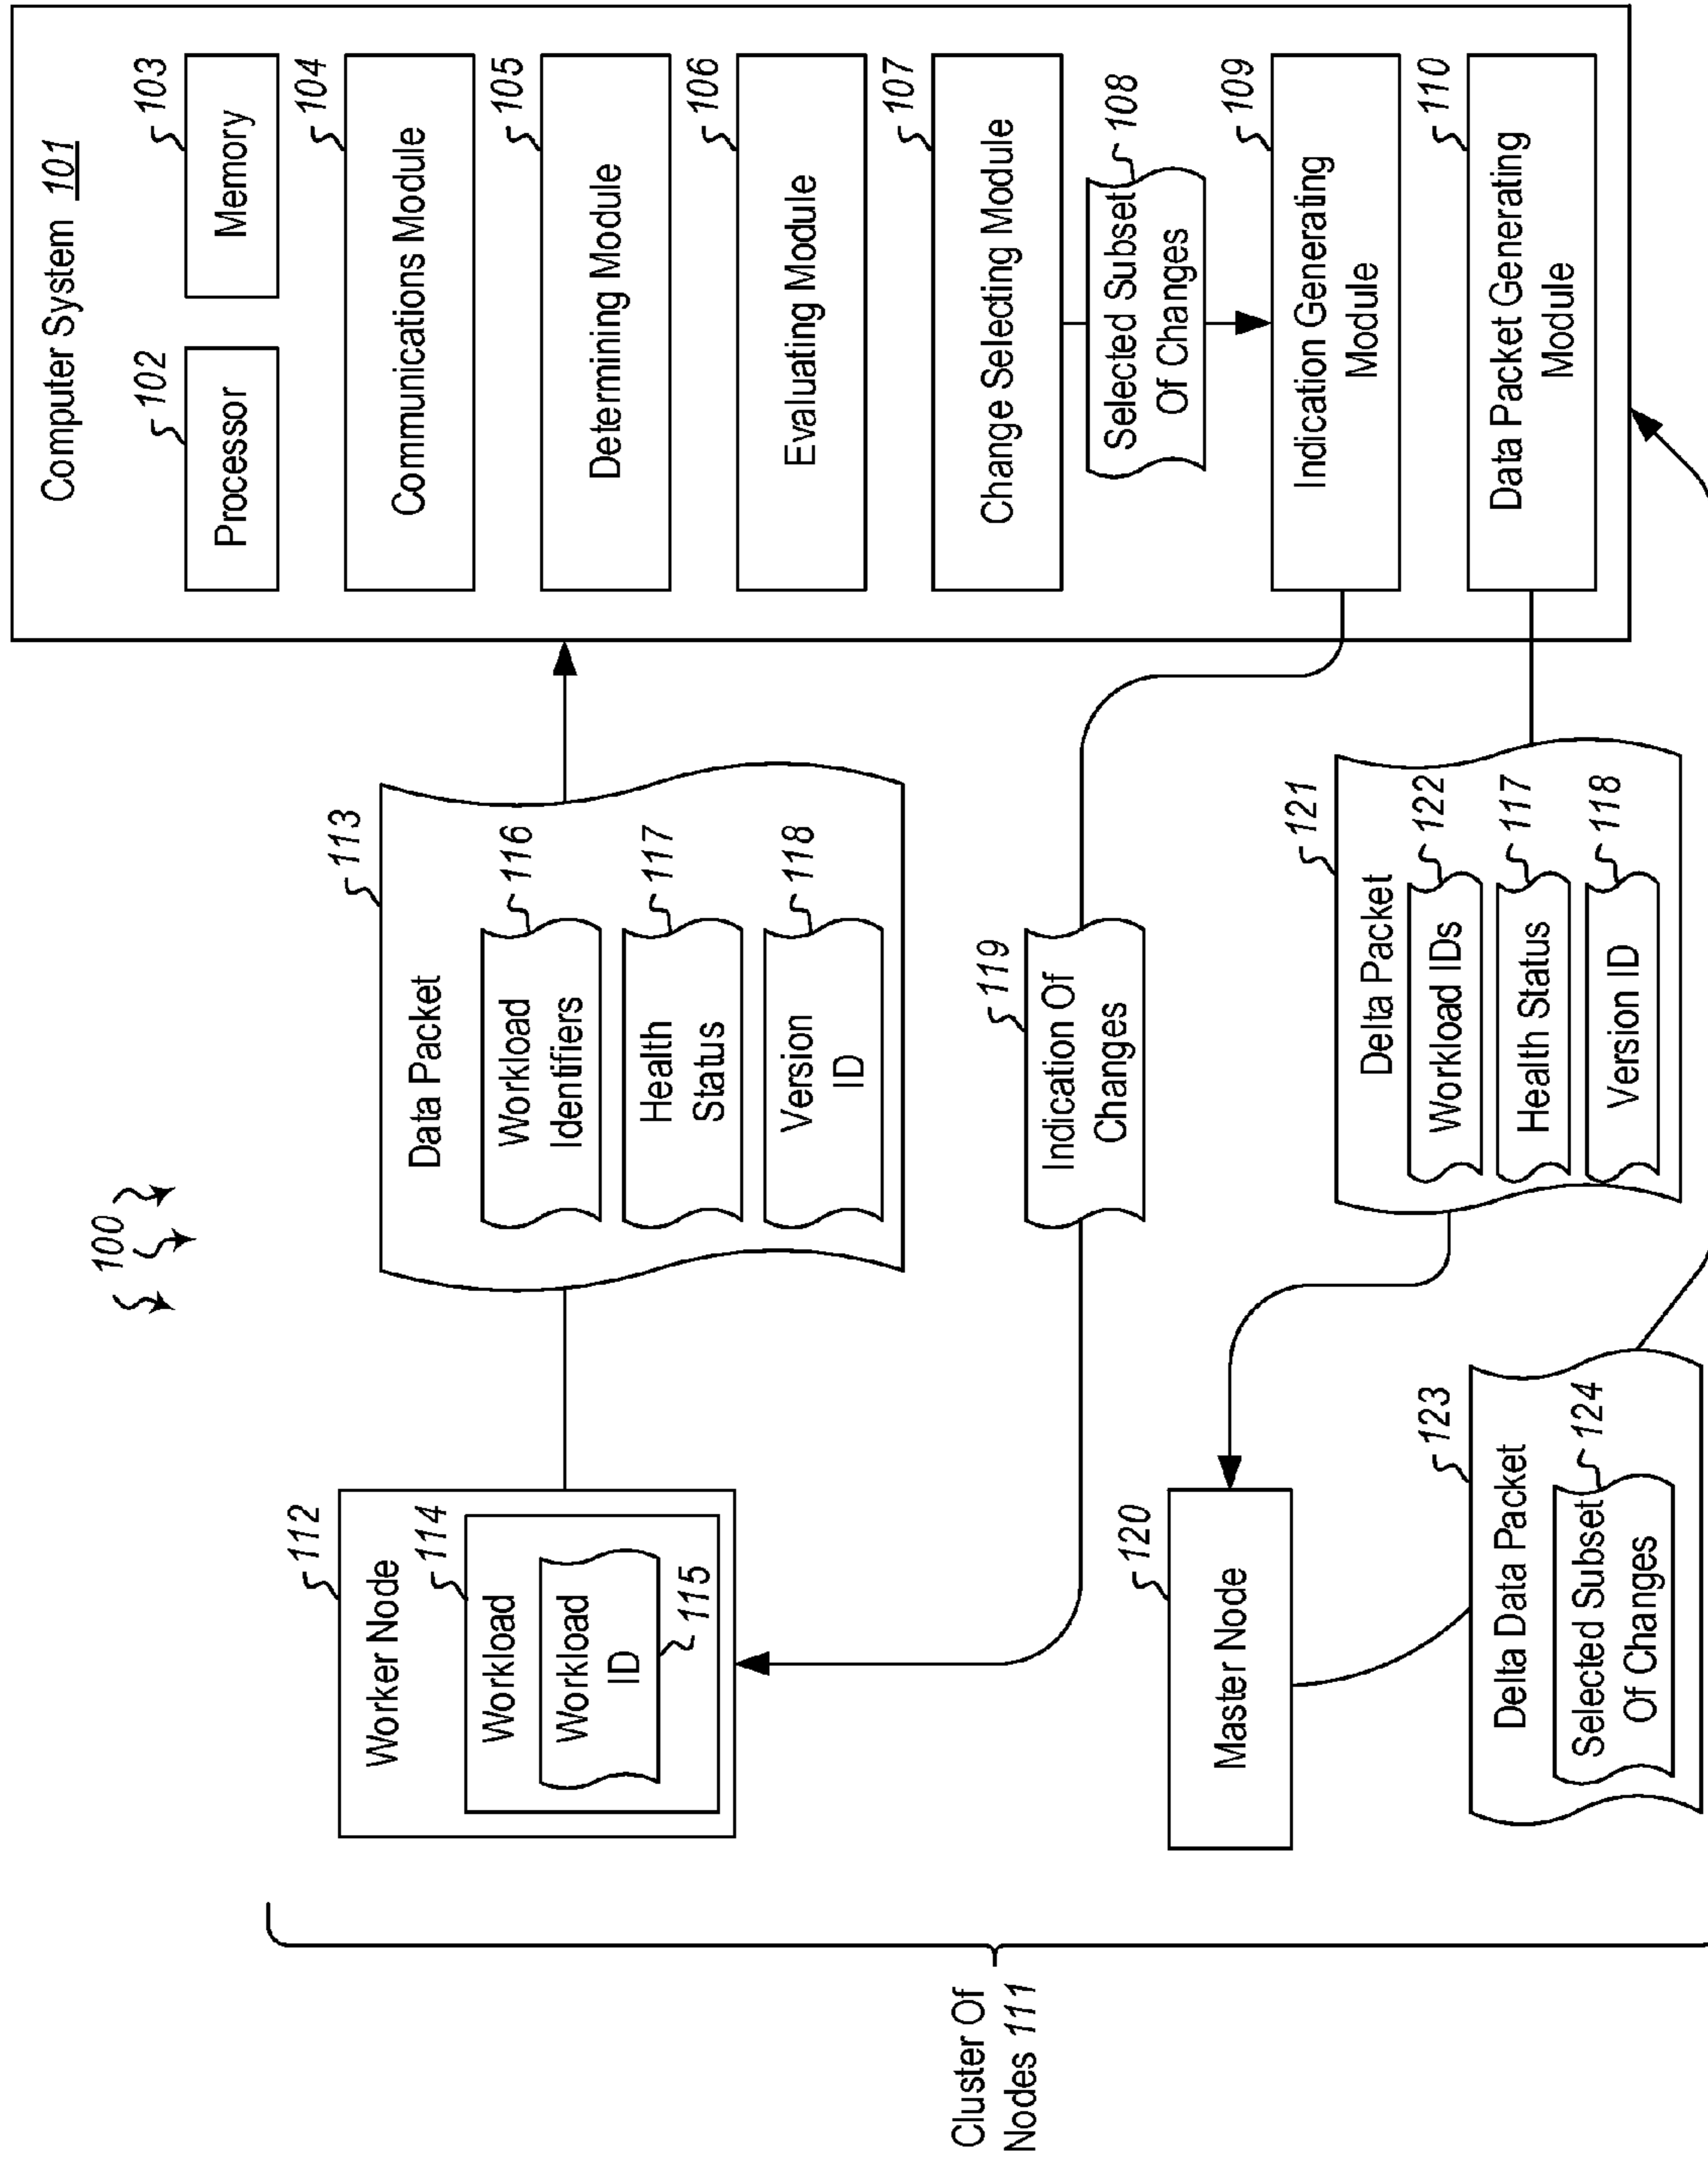 100
Computer System 101
Processor
102
Memory
103
Communications Module
104
Determining Module
105
Evaluating Module
106
Change Selecting Module
107
Selected Subset
Of Changes
108
Indication Generating
Module
109
Data Packet Generating
Module
110
Cluster Of
Nodes 111
Worker Node
112
Workload
114
Workload
ID
115
Data Packet
113
Workload
Identifiers
116
Health
Status
117
Version
ID
118
Indication Of
Changes
119
Master Node
120
Delta Packet
121
Workload IDs
122
Health Status
117
Version ID
118
Delta Data Packet
123
Selected Subset
Of Changes
124